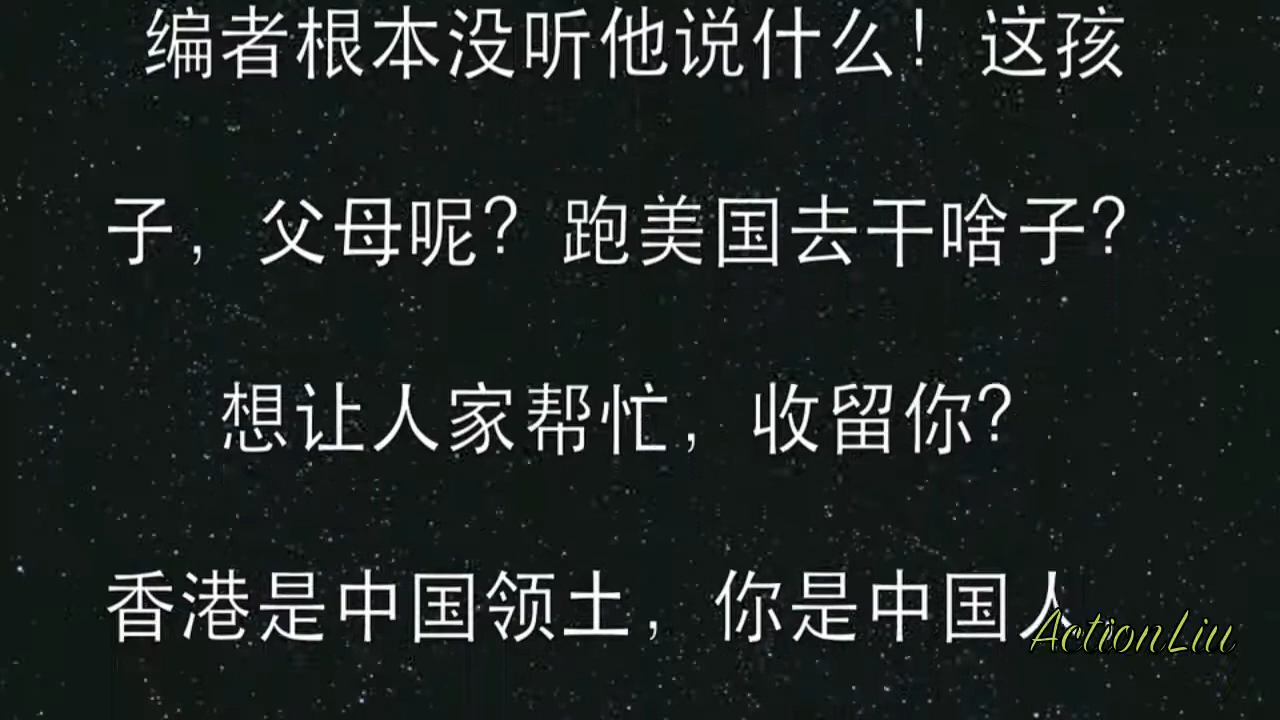 编者根本没听他说什么！这孩
子，父母呢？跑美国去干啥子？
想让人家帮忙，收留你？
香港是中国领土，你是中国人
ActionLiu